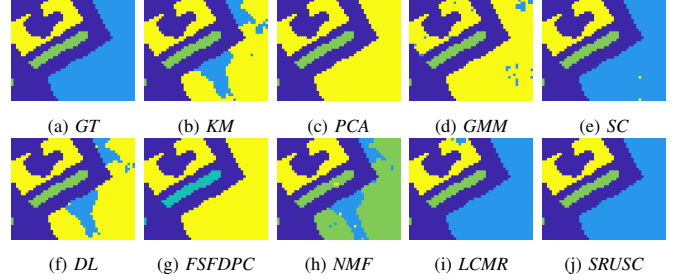 (a) GT (b) KM (c) PCA (d) GMM (e) SC
(f) DL (g) FSFDPC (h) NMF (i) LCMR (j) SRUSC